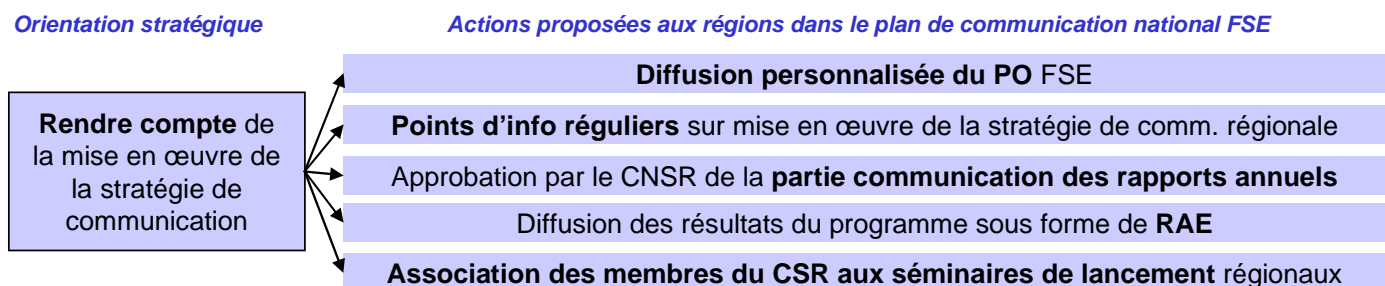 Orientation stratégique
Actions proposées aux régions dans le plan de communication national FSE
Rendre compte de
la mise en œuvre de
la stratégie de
communication
Diffusion personnalisée du PO FSE
Points d'info réguliers sur mise en œuvre de la stratégie de comm. régionale
Approbation par le CNSR de la partie communication des rapports annuels
Diffusion des résultats du programme sous forme de RAE
Association des membres du CSR aux séminaires de lancement régionaux